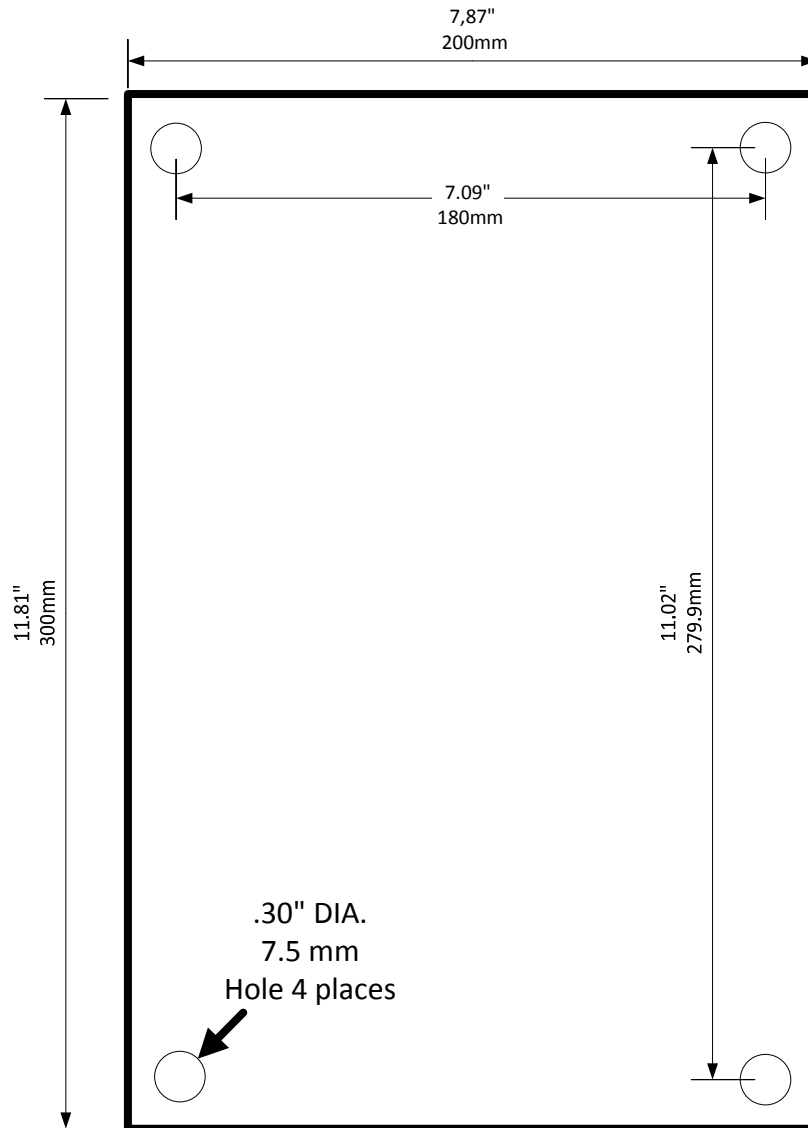 7,87"
200mm
7.09"
180mm
11.81"
300mm
11.02"
279.9mm
.30" DIA.
7.5 mm
Hole 4 places